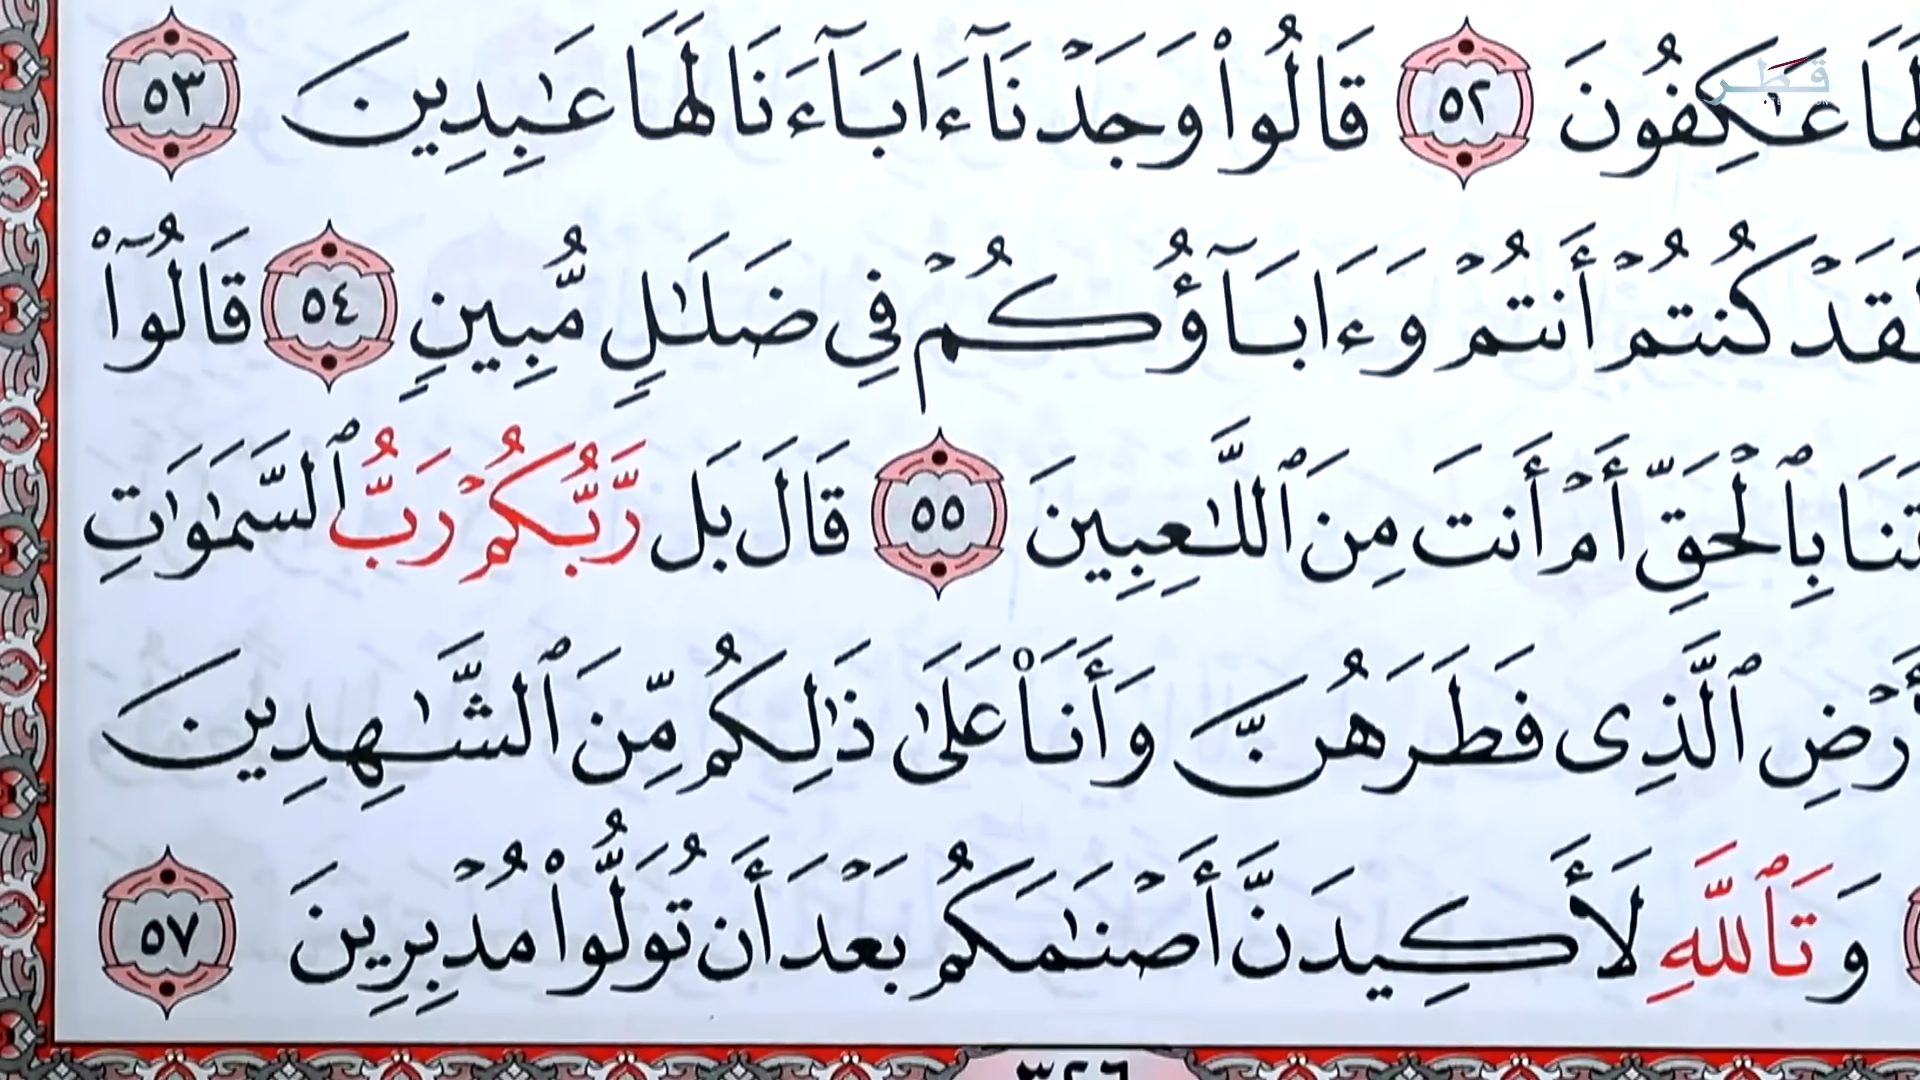 عَـٰكِفُونَ ٥٢ قَالُوا۟ وَجَدْنَآ ءَابَآءَنَا لَهَا عَـٰبِدِينَ ٥٣
كُنتُمْ أَنتُمْ وَءَابَآؤُكُمْ فِى ضَلَـٰلٍ مُّبِينٍ ٥٤ قَالُوٓا۟
بِٱلْحَقِّ أَمْ أَنتَ مِنَ ٱللَّـٰعِبِينَ ٥٥ قَالَ بَل رَّبُّكُمْ رَبُّ ٱلسَّمَـٰوَٰتِ
ٱلَّذِى فَطَرَهُنَّ وَأَنَا۠ عَلَىٰ ذَٰلِكُم مِّنَ ٱلشَّـٰهِدِينَ
وَتَٱللَّهِ لَأَكِيدَنَّ أَصْنَـٰمَكُم بَعْدَ أَن تُوَلُّوا۟ مُدْبِرِينَ ٥٧
٣٢٦
قطر